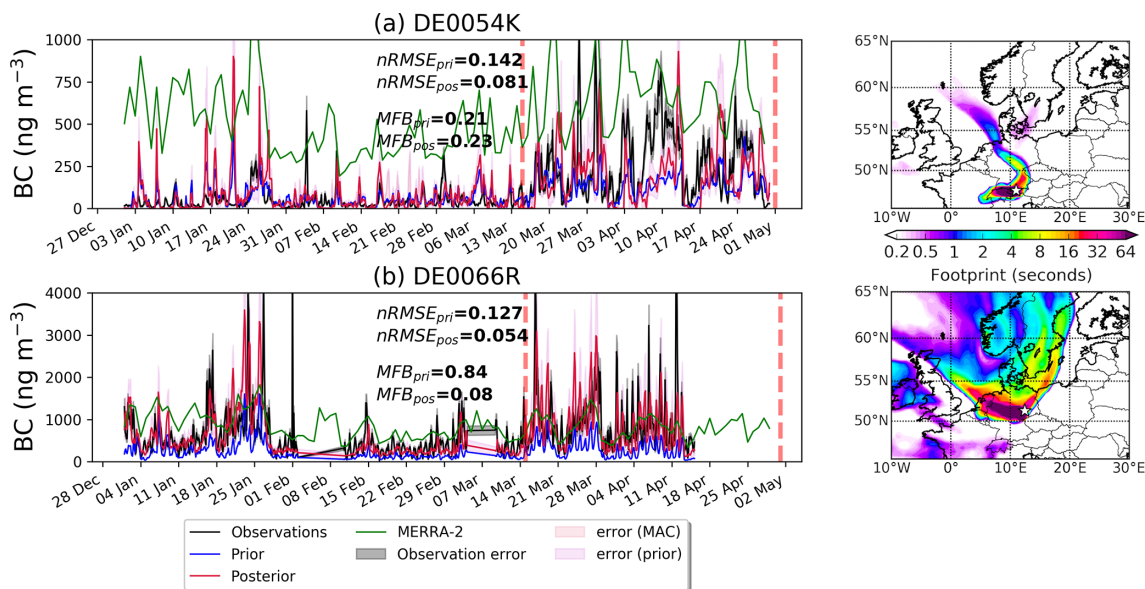 (a) DE0054K
BC (ng m⁻³)
1000
750
500
250
0
nRMSE_pri=0.142
nRMSE_pos=0.081
MFB_pri=0.21
MFB_pos=0.23
27 Dec
03 Jan
10 Jan
17 Jan
24 Jan
31 Jan
07 Feb
14 Feb
21 Feb
28 Feb
06 Mar
13 Mar
20 Mar
27 Mar
03 Apr
10 Apr
17 Apr
24 Apr
01 May
65°N
60°N
55°N
50°N
10°W 0° 10°E 20°E 30°E
0.2 0.5 1 2 4 8 16 32 64
Footprint (seconds)
(b) DE0066R
BC (ng m⁻³)
4000
3000
2000
1000
0
nRMSE_pri=0.127
nRMSE_pos=0.054
MFB_pri=0.84
MFB_pos=0.08
28 Dec
04 Jan
11 Jan
18 Jan
25 Jan
01 Feb
08 Feb
15 Feb
22 Feb
29 Feb
07 Mar
14 Mar
21 Mar
28 Mar
04 Apr
11 Apr
18 Apr
25 Apr
02 May
65°N
60°N
55°N
50°N
10°W 0° 10°E 20°E 30°E
Observations
Prior
Posterior
MERRA-2
Observation error
error (MAC)
error (prior)